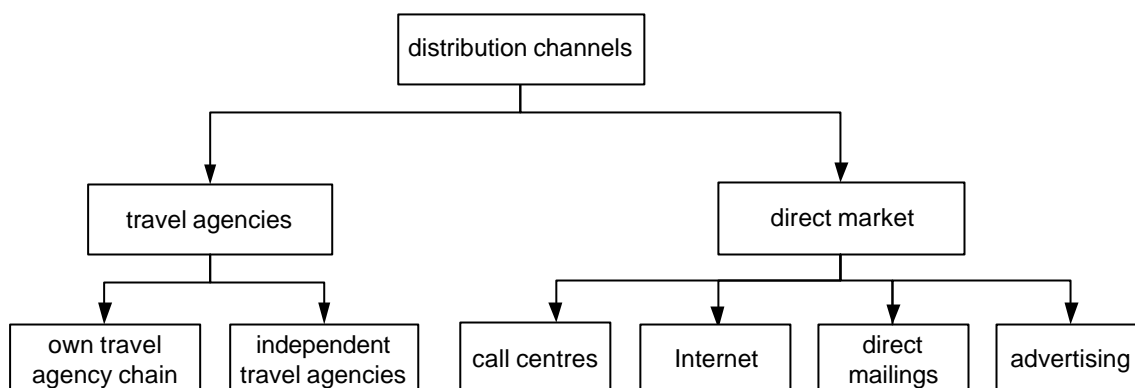 distribution channels
travel agencies
direct market
own travel
agency chain
independent
travel agencies
call centres
Internet
direct
mailings
advertising